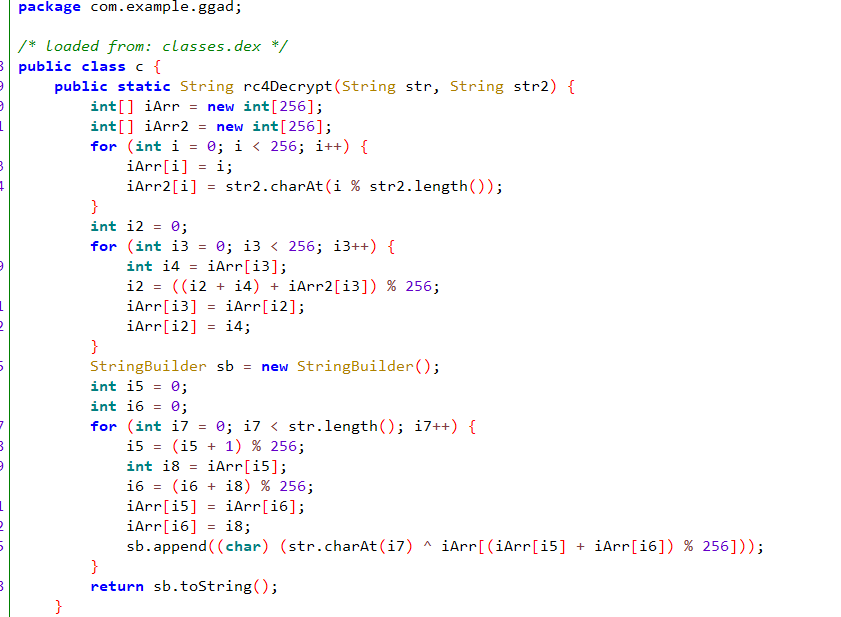 package com.example.ggad;
/* loaded from: classes.dex */
public class c {
public static String rc4Decrypt(String str, String str2) {
int[] iArr = new int[256];
int[] iArr2 = new int[256];
for (int i = 0; i < 256; i++) {
iArr[i] = i;
iArr2[i] = str2.charAt(i % str2.length());
}
int i2 = 0;
for (int i3 = 0; i3 < 256; i3++) {
int i4 = iArr[i3];
i2 = ((i2 + i4) + iArr2[i3]) % 256;
iArr[i3] = iArr[i2];
iArr[i2] = i4;
}
StringBuilder sb = new StringBuilder();
int i5 = 0;
int i6 = 0;
for (int i7 = 0; i7 < str.length(); i7++) {
i5 = (i5 + 1) % 256;
int i8 = iArr[i5];
i6 = (i6 + i8) % 256;
iArr[i5] = iArr[i6];
iArr[i6] = i8;
sb.append((char) (str.charAt(i7) ^ iArr[(iArr[i5] + iArr[i6]) % 256]));
}
return sb.toString();
}